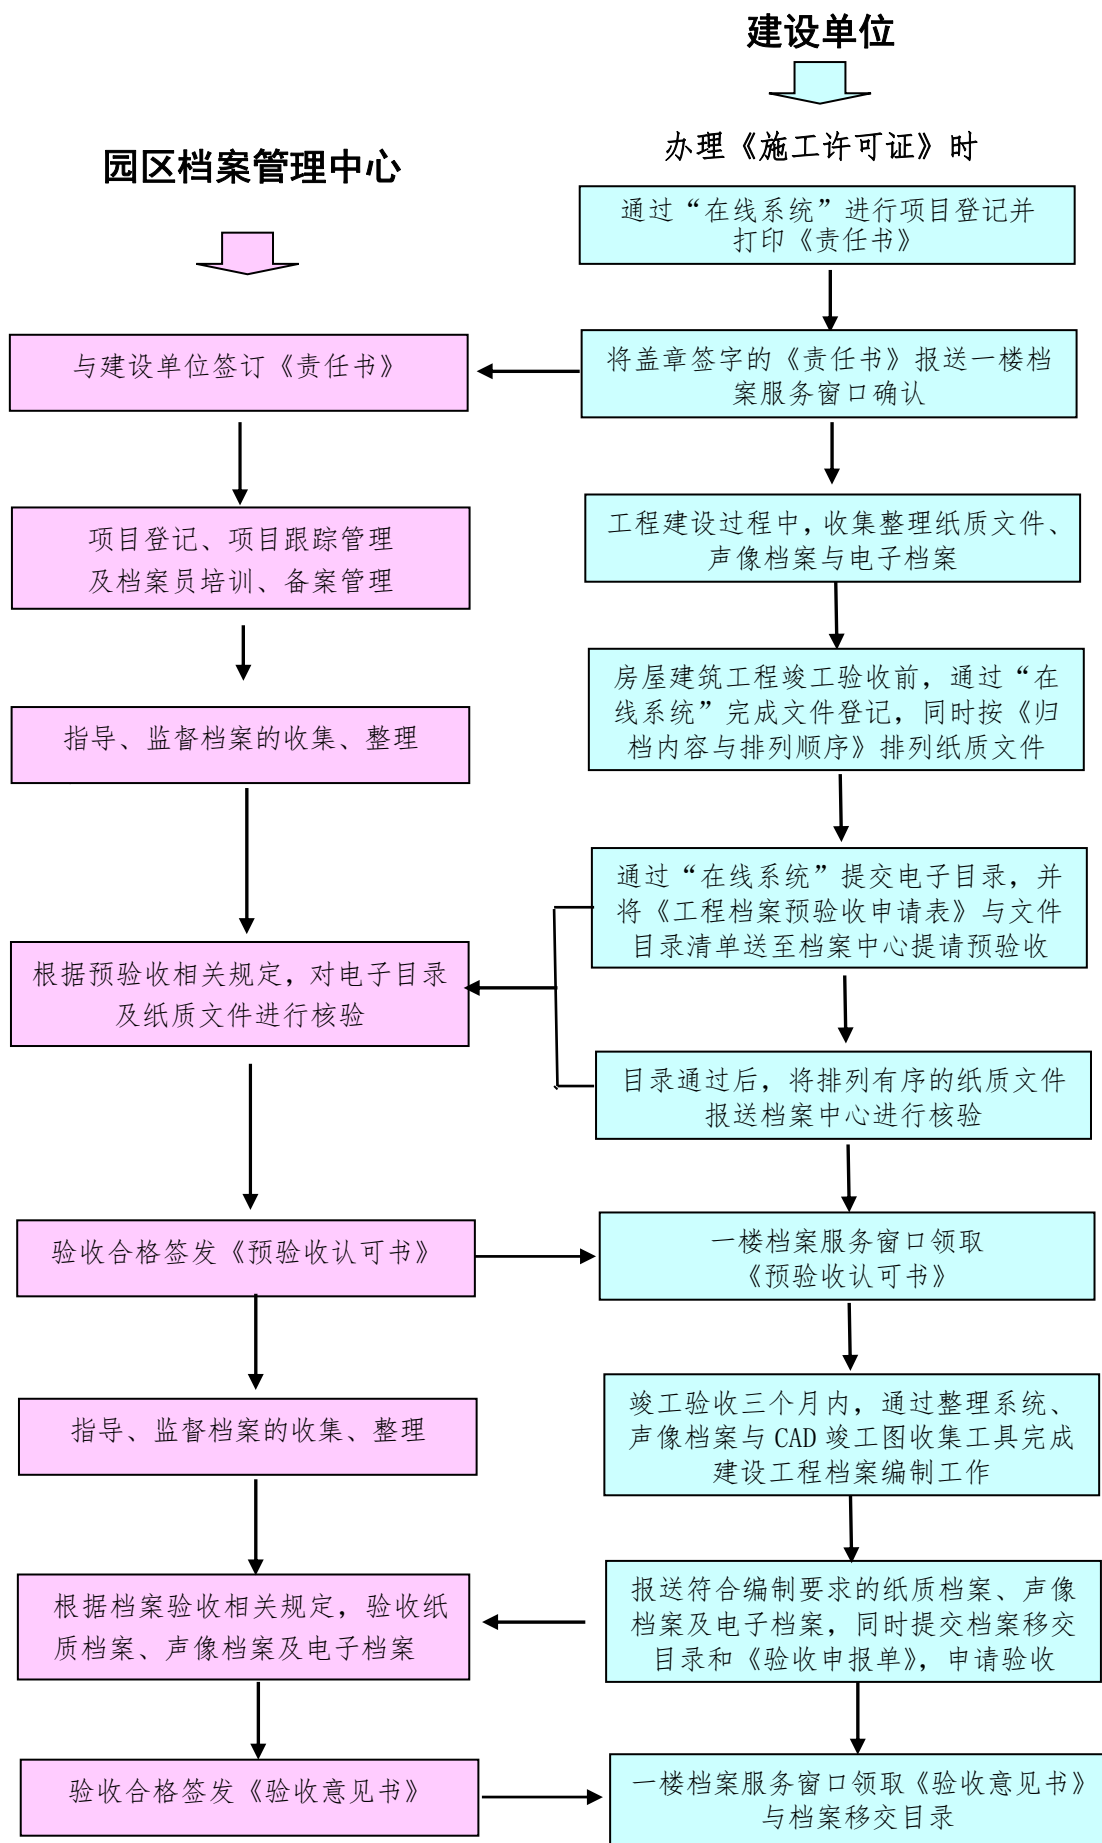 建设单位
办理《施工许可证》时
园区档案管理中心
通过“在线系统”进行项目登记并
打印《责任书》
与建设单位签订《责任书》
将盖章签字的《责任书》报送一楼档
案服务窗口确认
项目登记、项目跟踪管理
及档案员培训、备案管理
工程建设过程中，收集整理纸质文件、
声像档案与电子档案
指导、监督档案的收集、整理
房屋建筑工程竣工验收前，通过“在
线系统”完成文件登记，同时按《归
档内容与排列顺序》排列纸质文件
通过“在线系统”提交电子目录，并
将《工程档案预验收申请表》与文件
目录清单送至档案中心提请预验收
根据预验收相关规定，对电子目录
及纸质文件进行核验
目录通过后，将排列有序的纸质文件
报送档案中心进行核验
验收合格签发《预验收认可书》
一楼档案服务窗口领取
《预验收认可书》
指导、监督档案的收集、整理
竣工验收三个月内，通过整理系统、
声像档案与CAD竣工图收集工具完成
建设工程档案编制工作
根据档案验收相关规定，验收纸
质档案、声像档案及电子档案
报送符合编制要求的纸质档案、声像
档案及电子档案，同时提交档案移交
目录和《验收申报单》，申请验收
验收合格签发《验收意见书》
一楼档案服务窗口领取《验收意见书》
与档案移交目录